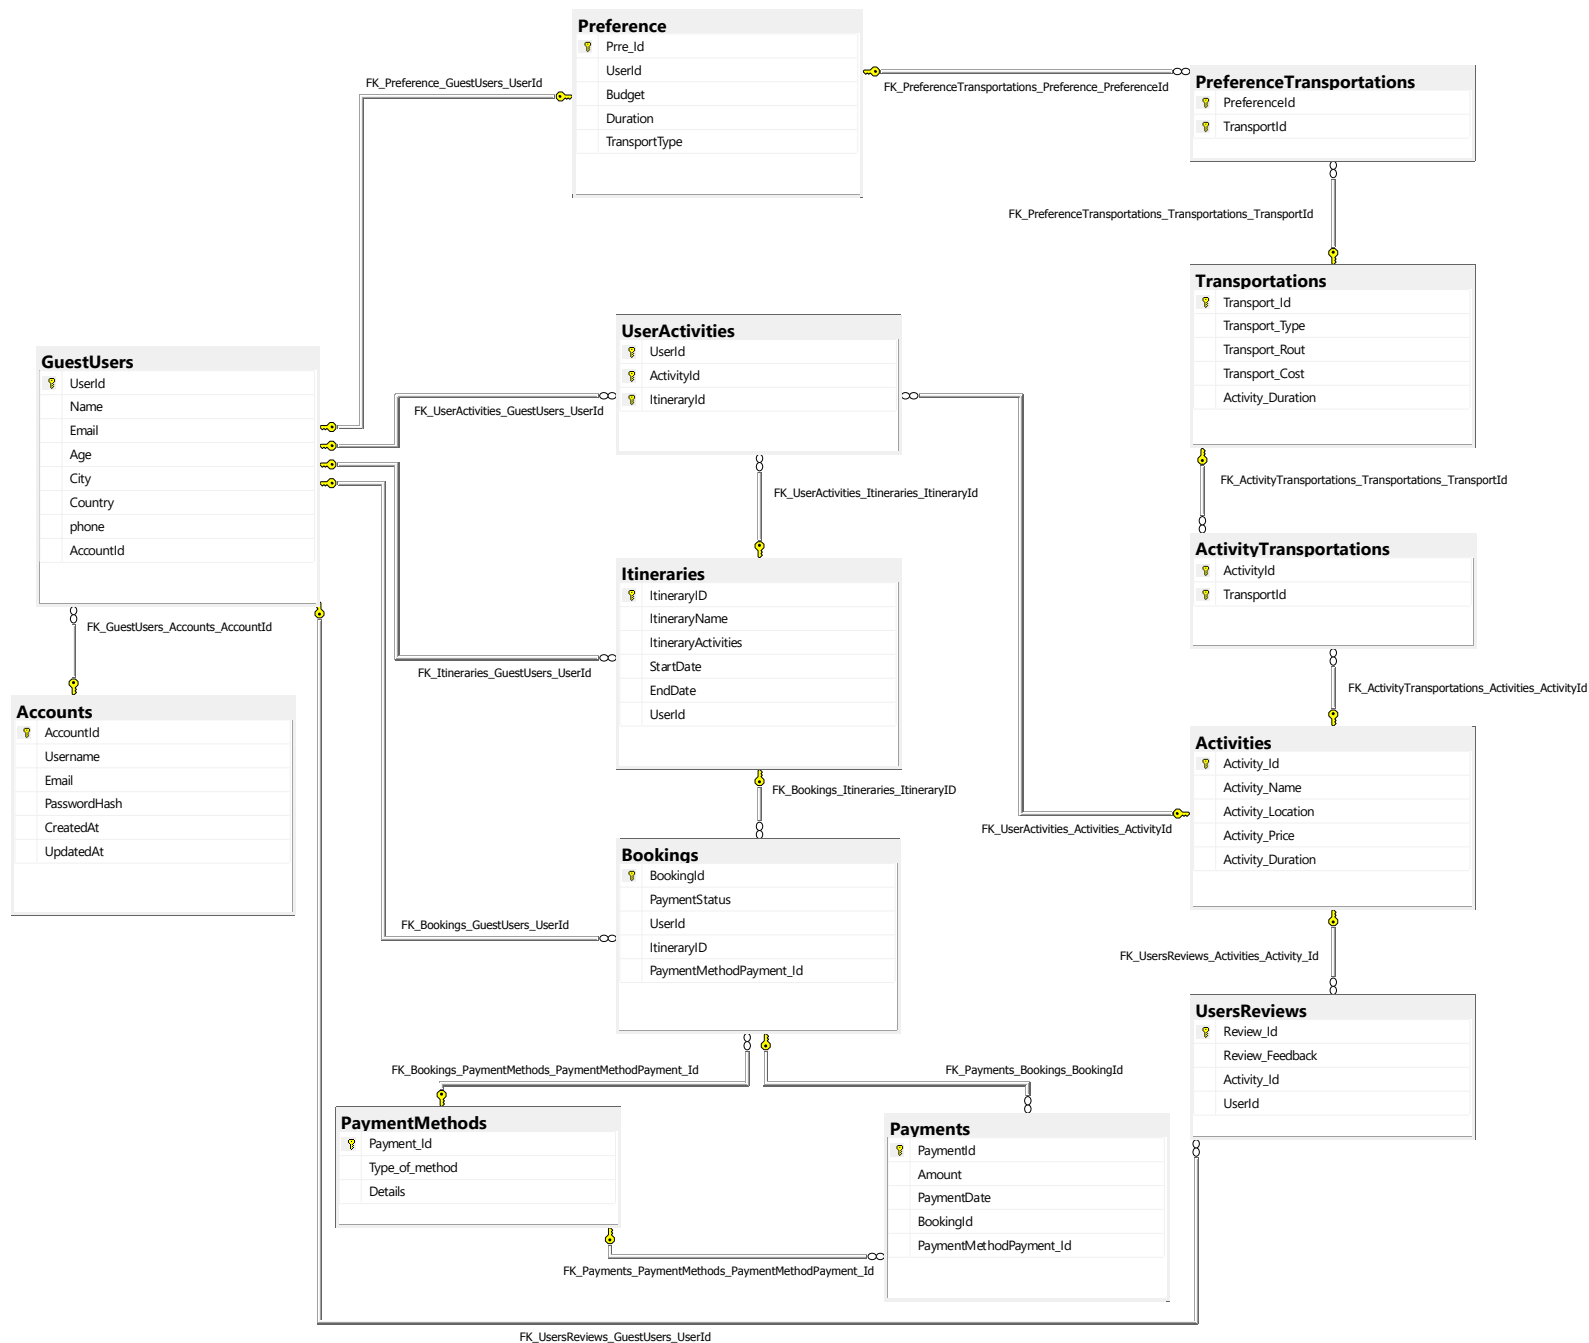 Preference
Prre_Id
UserId
Budget
Duration
TransportType
FK_Preference_GuestUsers_UserId
FK_PreferenceTransportations_Preference_PreferenceId
PreferenceTransportations
PreferenceId
TransportId
FK_PreferenceTransportations_Transportations_TransportId
Transportations
Transport_Id
Transport_Type
Transport_Rout
Transport_Cost
Activity_Duration
UserActivities
UserId
ActivityId
ItineraryId
GuestUsers
UserId
Name
Email
Age
City
Country
phone
AccountId
FK_UserActivities_GuestUsers_UserId
FK_UserActivities_Itineraries_ItineraryId
FK_ActivityTransportations_Transportations_TransportId
ActivityTransportations
ActivityId
TransportId
Itineraries
ItineraryID
ItineraryName
ItineraryActivities
StartDate
EndDate
UserId
FK_GuestUsers_Accounts_AccountId
FK_Itineraries_GuestUsers_UserId
FK_ActivityTransportations_Activities_ActivityId
Accounts
AccountId
Username
Email
PasswordHash
CreatedAt
UpdatedAt
Activities
Activity_Id
Activity_Name
Activity_Location
Activity_Price
Activity_Duration
FK_Bookings_Itineraries_ItineraryID
FK_UserActivities_Activities_ActivityId
Bookings
BookingId
PaymentStatus
UserId
ItineraryID
PaymentMethodPayment_Id
FK_Bookings_GuestUsers_UserId
FK_UsersReviews_Activities_Activity_Id
UsersReviews
Review_Id
Review_Feedback
Activity_Id
UserId
FK_Bookings_PaymentMethods_PaymentMethodPayment_Id
FK_Payments_Bookings_BookingId
PaymentMethods
Payment_Id
Type_of_method
Details
Payments
PaymentId
Amount
PaymentDate
BookingId
PaymentMethodPayment_Id
FK_Payments_PaymentMethods_PaymentMethodPayment_Id
FK_UsersReviews_GuestUsers_UserId